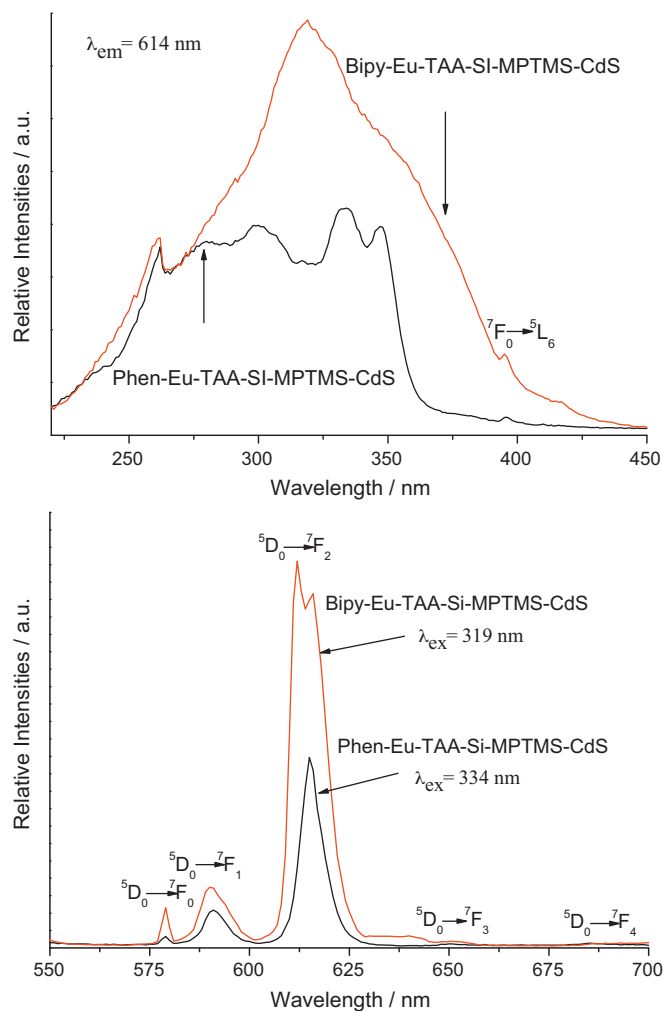 λem = 614 nm
Bipy-Eu-TAA-SI-MPTMS-CdS
⁷F₀→⁵L₆
Phen-Eu-TAA-SI-MPTMS-CdS
Relative Intensities / a.u.
250 300 350 400 450
Wavelength / nm
⁵D₀→⁷F₂
Bipy-Eu-TAA-Si-MPTMS-CdS
λex = 319 nm
Phen-Eu-TAA-Si-MPTMS-CdS
λex = 334 nm
⁵D₀→⁷F₁
⁵D₀→⁷F₀
⁵D₀→⁷F₃
⁵D₀→⁷F₄
Relative Intensities / a.u.
550 575 600 625 650 675 700
Wavelength / nm